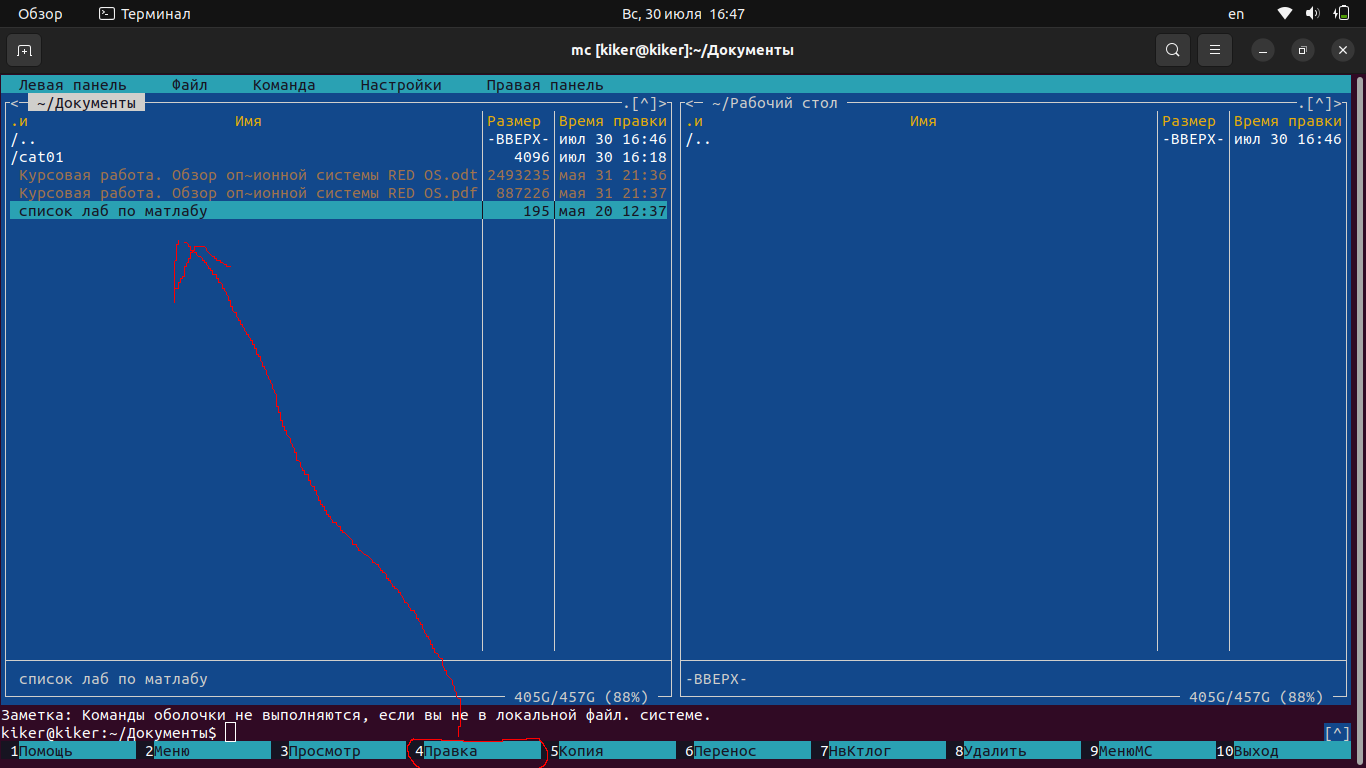 Обзор Терминал Вс, 30 июля 16:47 en
mc [kiker@kiker]:~/Документы
Левая панель Файл Команда Настройки Правая панель
<─ ~/Документы .[^]> <─ ~/Рабочий стол .[^]>
.и Имя Размер Время правки .и Имя Размер Время правки
/.. -ВВЕРХ- июл 30 16:46 /.. -ВВЕРХ- июл 30 16:46
/cat01 4096 июл 30 16:18
Курсовая работа. Обзор оп~ионной системы RED OS.odt 2493235 мая 31 21:36
Курсовая работа. Обзор оп~ионной системы RED OS.pdf 887226 мая 31 21:37
список лаб по матлабу 195 мая 20 12:37
список лаб по матлабу -ВВЕРХ-
405G/457G (88%) 405G/457G (88%)
Заметка: Команды оболочки не выполняются, если вы не в локальной файл. системе.
kiker@kiker:~/Документы$ [^]
1Помощь 2Меню 3Просмотр 4Правка 5Копия 6Перенос 7НвКтлог 8Удалить 9МенюМС 10Выход